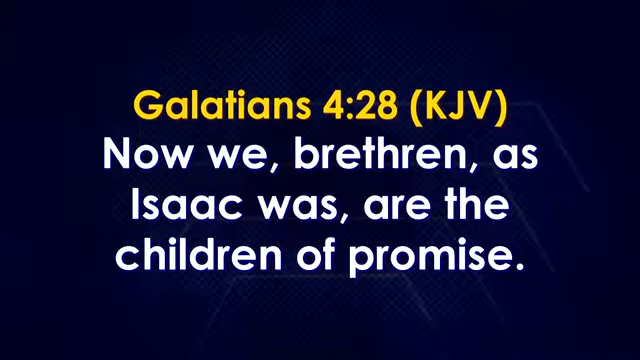 Galatians 4:28 (KJV)
Now we, brethren, as
Isaac was, are the
children of promise.